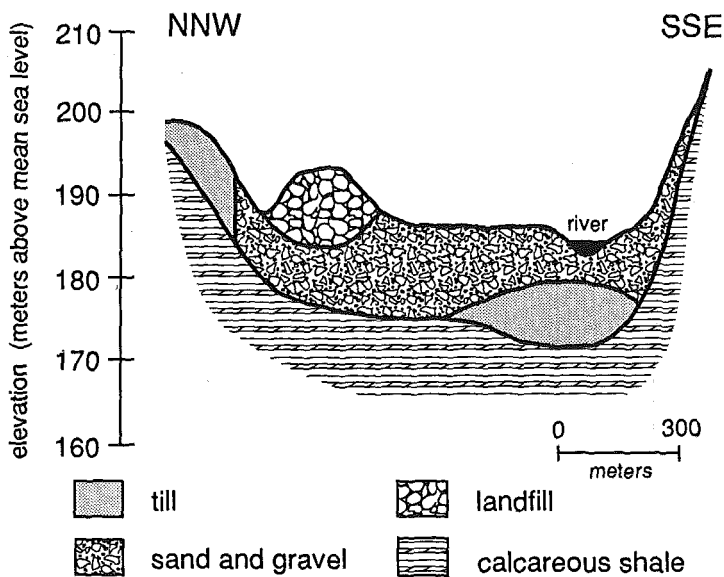 NNW
SSE
elevation (meters above mean sea level)
210
200
190
180
170
160
river
0
300
meters
till
landfill
sand and gravel
calcareous shale